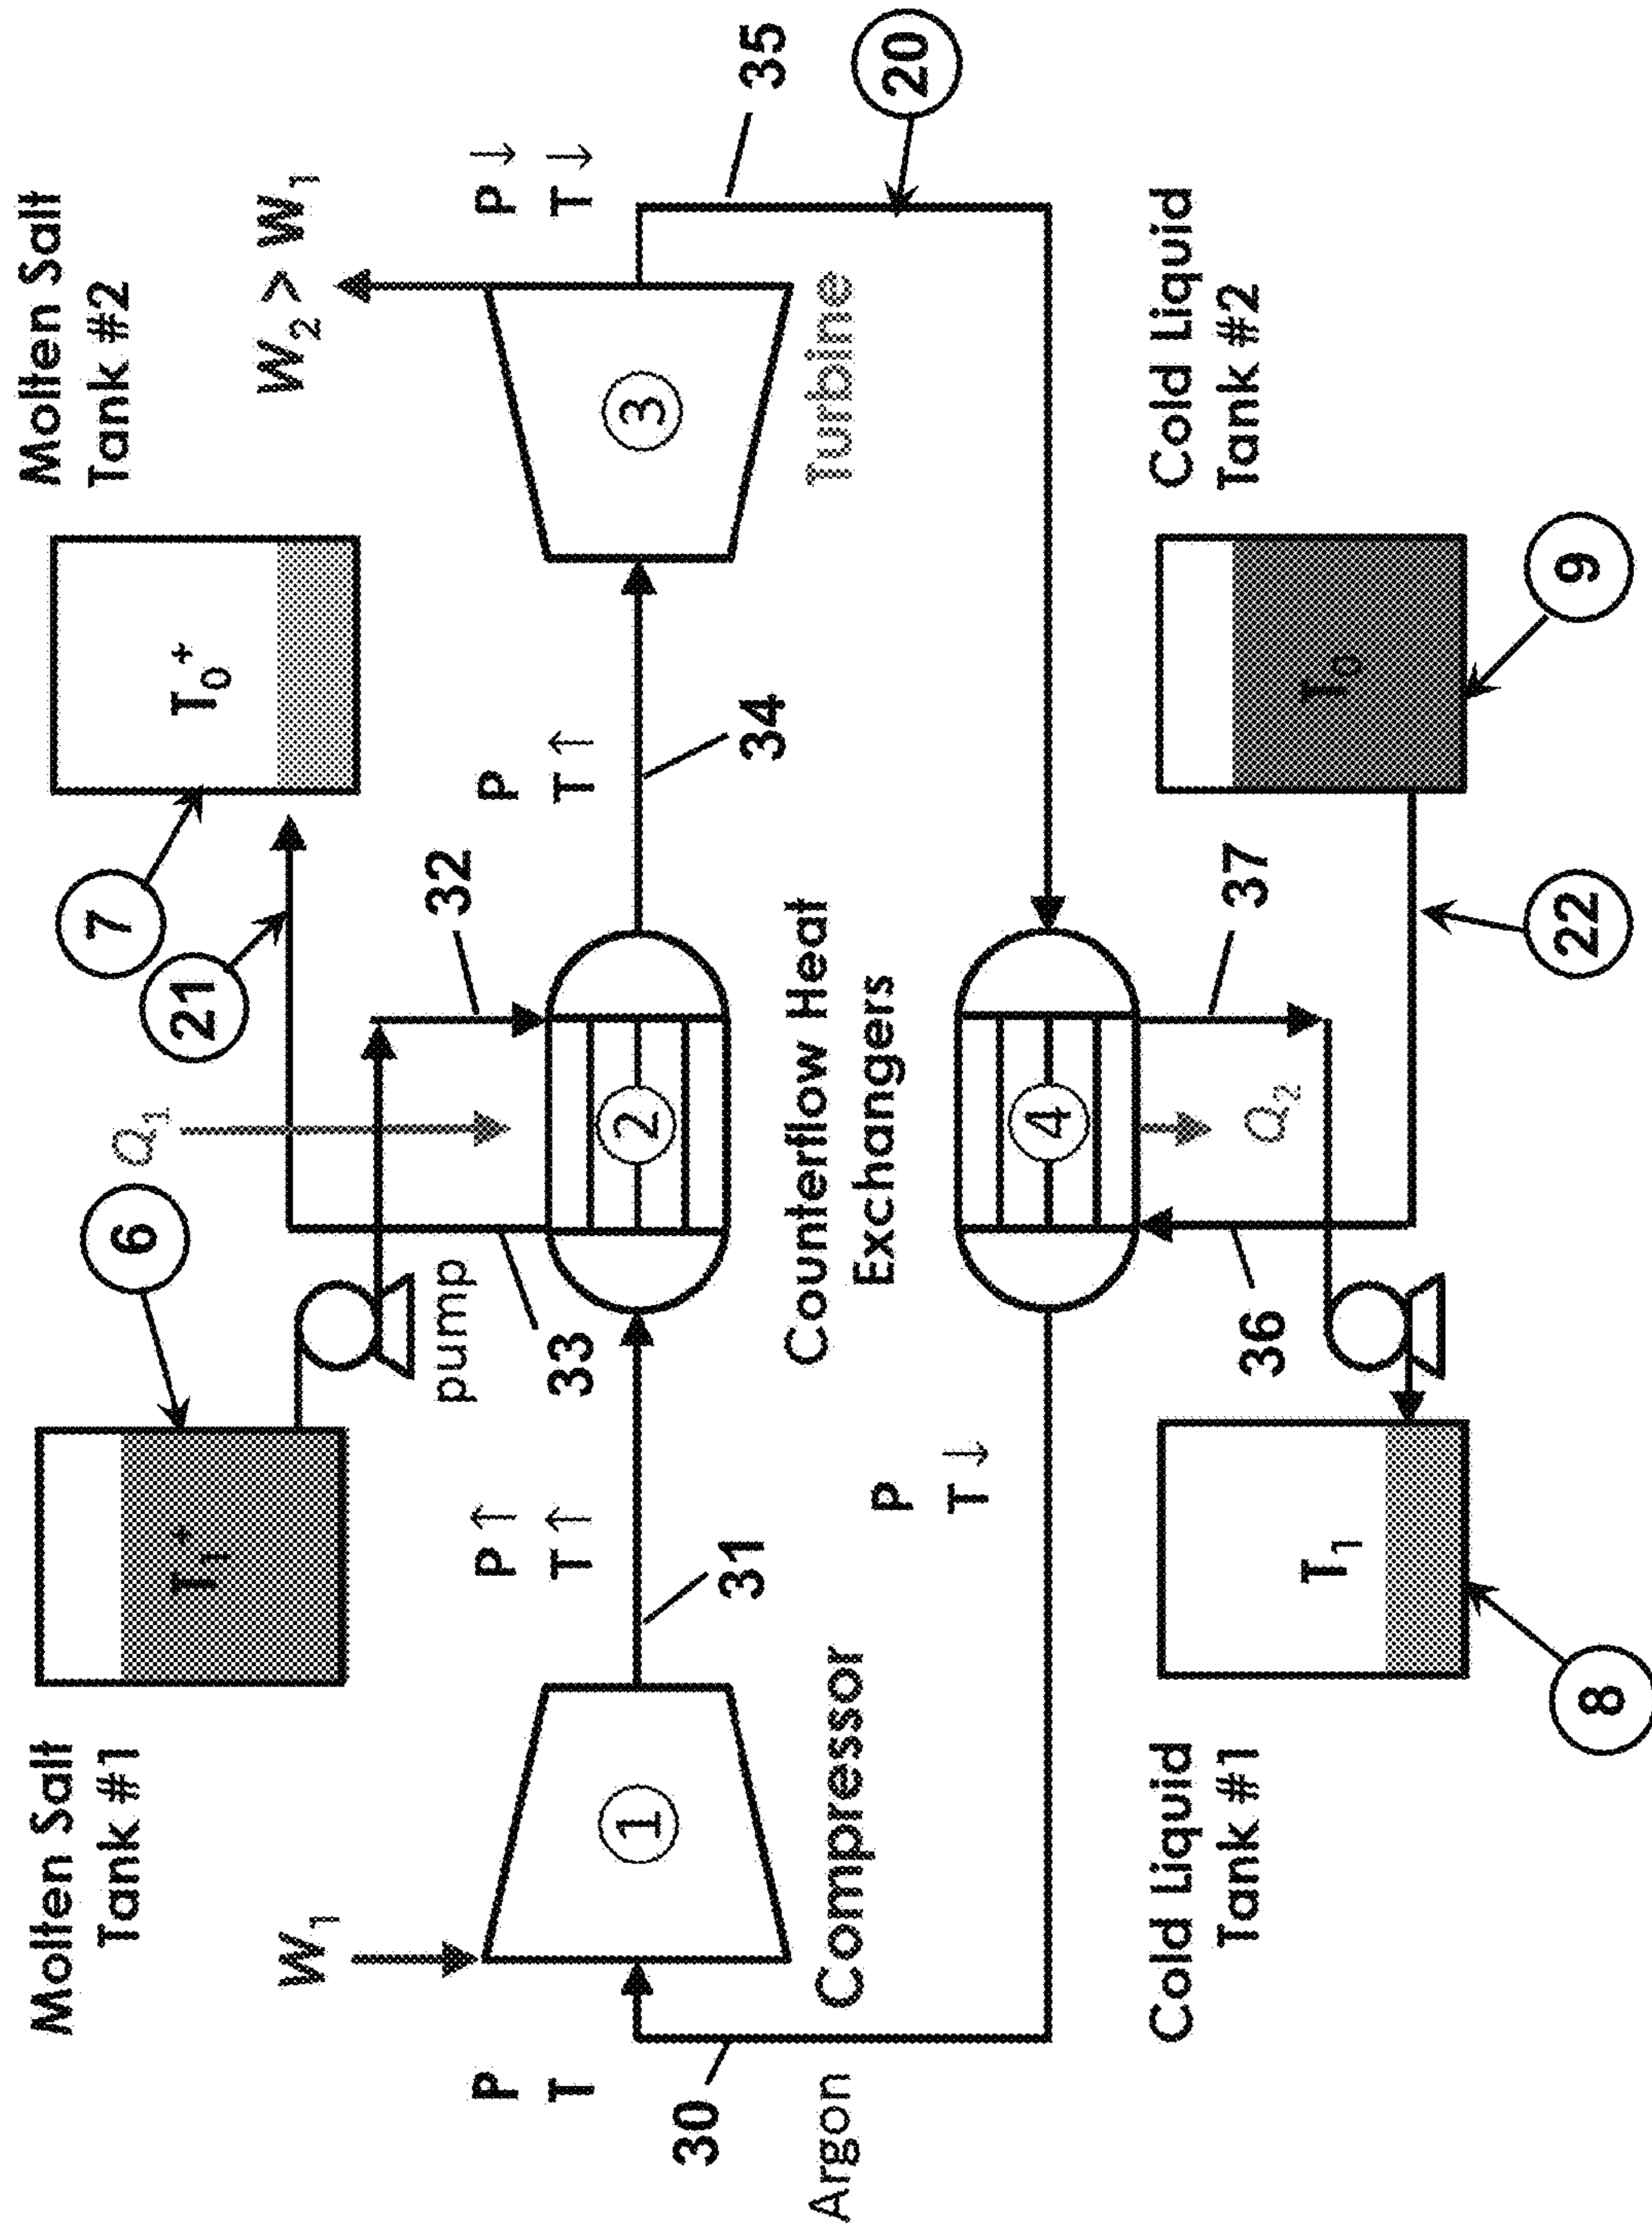 Molten Salt
Tank #1
6
T₁⁺
Q₁
21
7
T₀⁺
Molten Salt
Tank #2
W₁
pump
33
32
W₂ > W₁
P
T
P↑
T↑
P
T↑
P↓
T↓
35
20
1
2
3
30
Argon
Compressor
31
34
Turbine
Counterflow Heat
Exchangers
P
T↓
4
Q₂
36
37
Cold Liquid
Tank #1
T₁
8
T₀
9
22
Cold Liquid
Tank #2